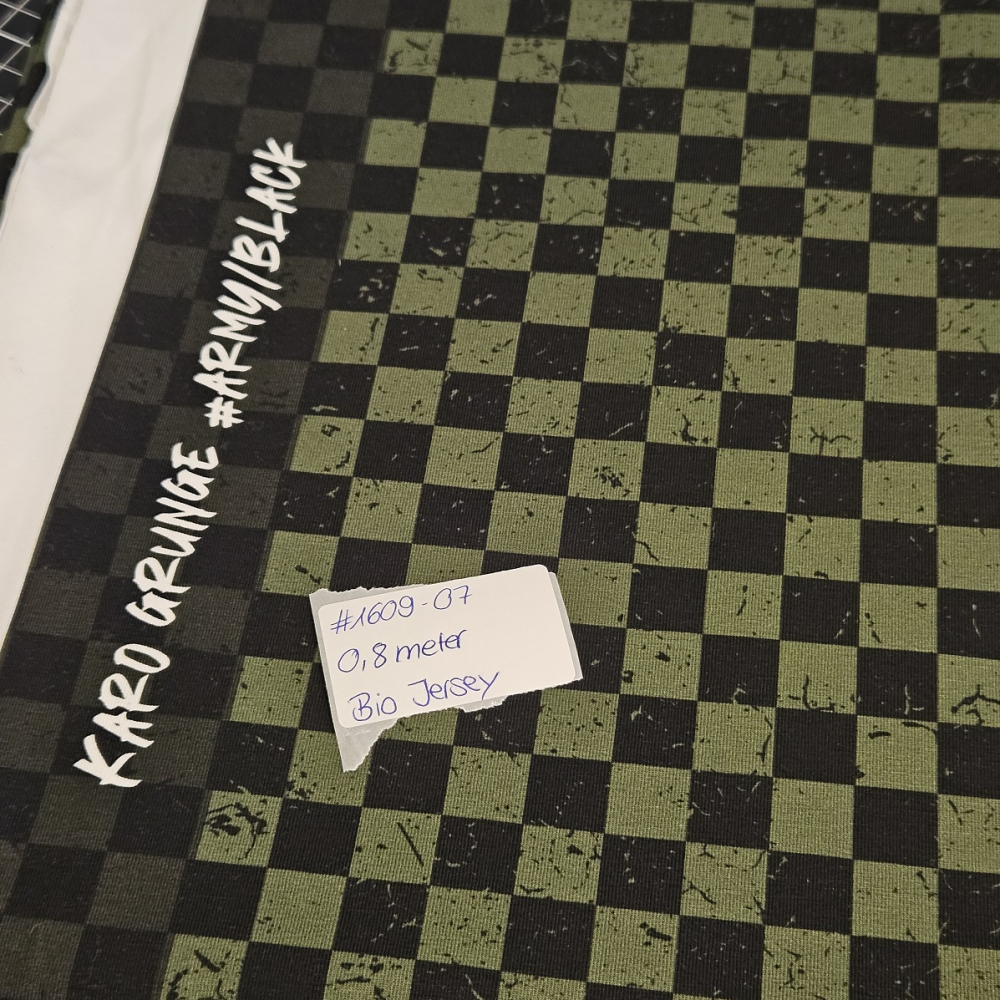 KARO GRUNGE #ARMY/BLACK
#1609-07
0,8 meter
Bio Jersey